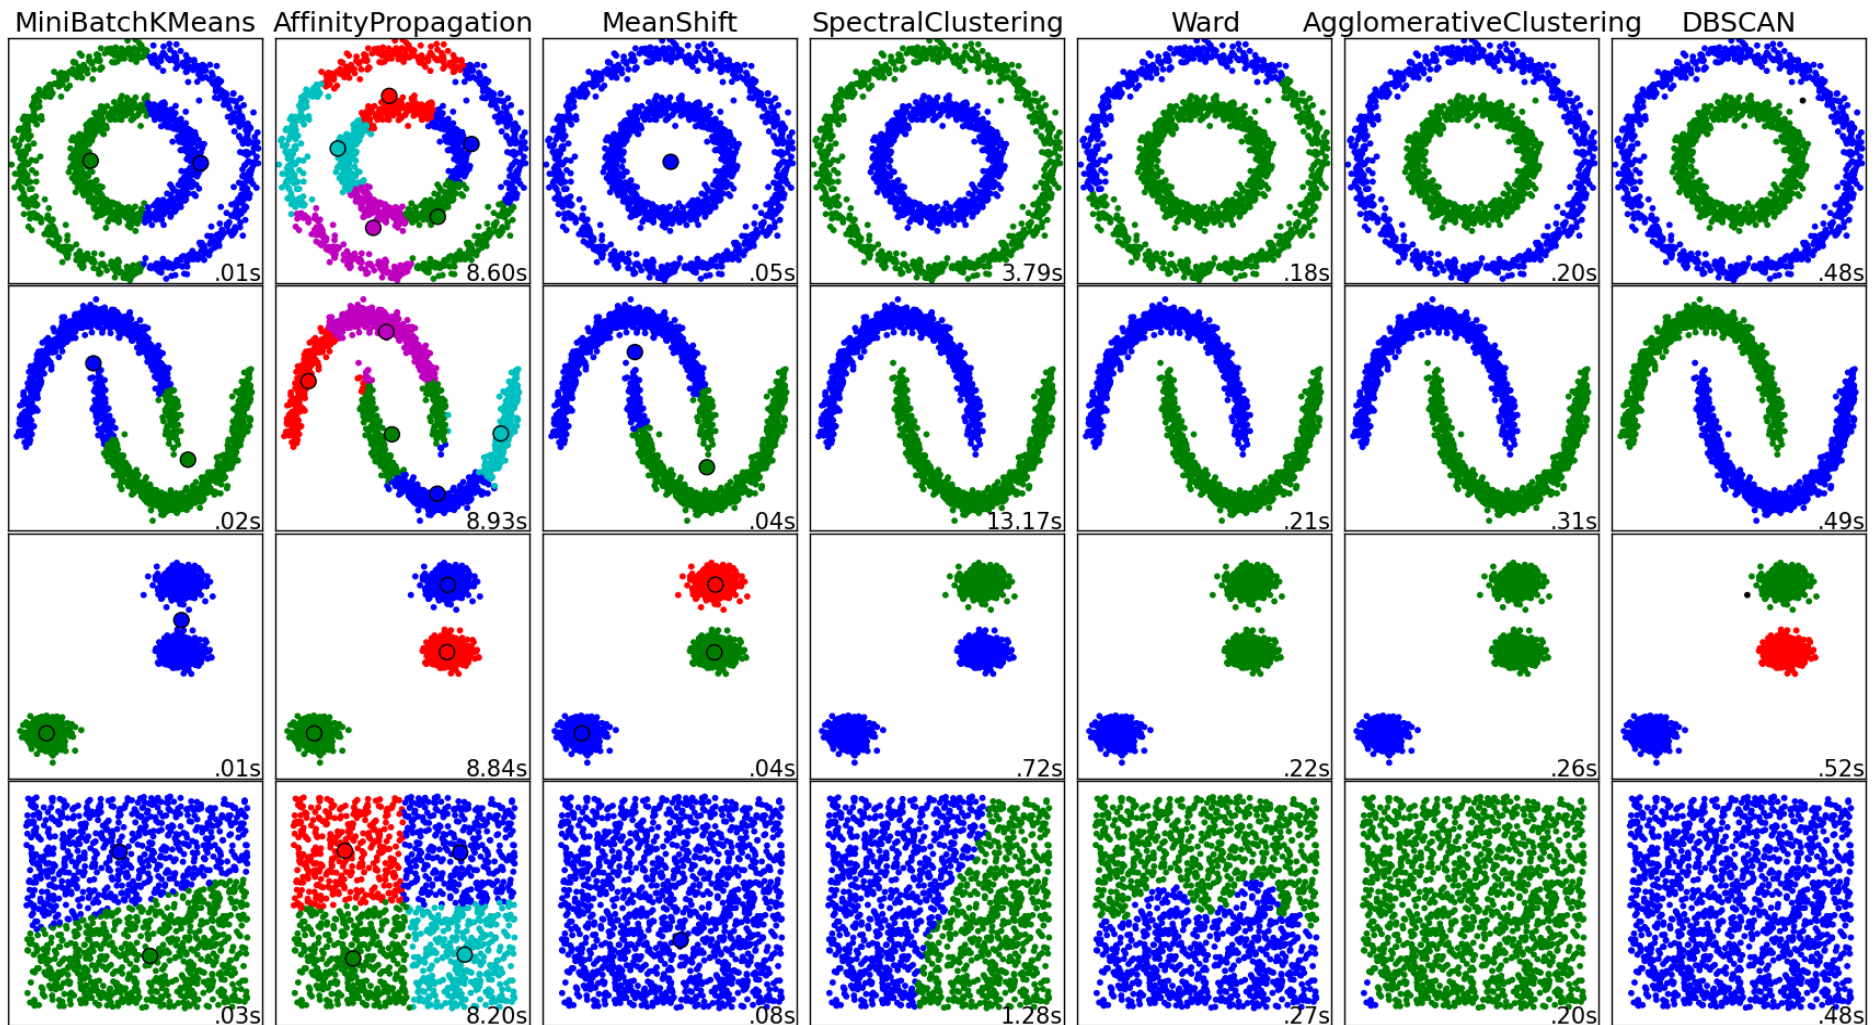 MiniBatchKMeans AffinityPropagation MeanShift SpectralClustering Ward AgglomerativeClustering DBSCAN
.01s 8.60s .05s 3.79s .18s .20s .48s
.02s 8.93s .04s 13.17s .21s .31s .49s
.01s 8.84s .04s .72s .22s .26s .52s
.03s 8.20s .08s 1.28s .27s .20s .48s